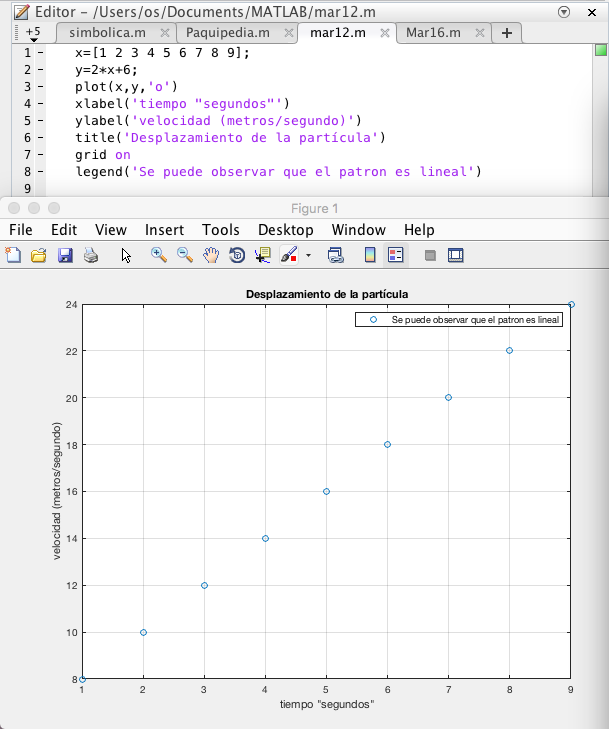 Editor – /Users/os/Documents/MATLAB/mar12.m
+5 simbolica.m Paquipedia.m mar12.m Mar16.m +
1 – x=[1 2 3 4 5 6 7 8 9];
2 – y=2*x+6;
3 – plot(x,y,'o')
4 – xlabel('tiempo "segundos"')
5 – ylabel('velocidad (metros/segundo)')
6 – title('Desplazamiento de la partícula')
7 – grid on
8 – legend('Se puede observar que el patron es lineal')
9
Figure 1
File Edit View Insert Tools Desktop Window Help
Desplazamiento de la partícula
Se puede observar que el patron es lineal
24
22
20
18
16
14
12
10
8
velocidad (metros/segundo)
1 2 3 4 5 6 7 8 9
tiempo "segundos"